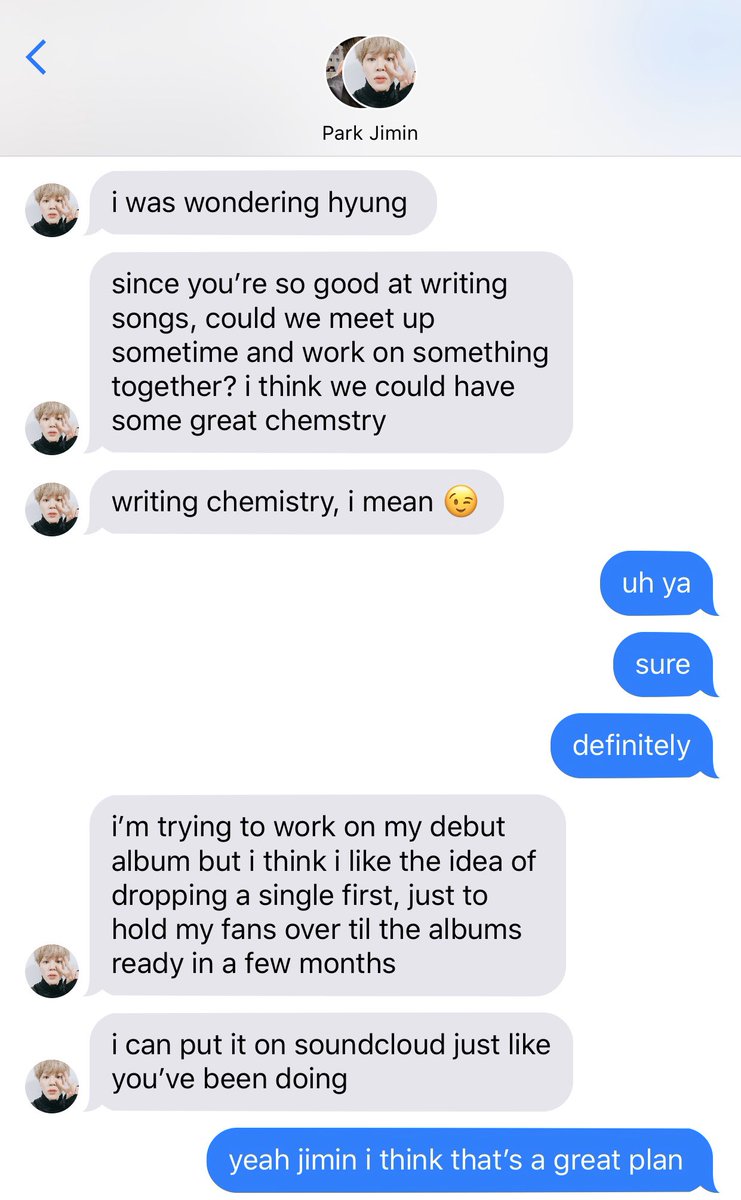 Park Jimin
i was wondering hyung
since you’re so good at writing
songs, could we meet up
sometime and work on something
together? i think we could have
some great chemstry
writing chemistry, i mean 😉
uh ya
sure
definitely
i’m trying to work on my debut
album but i think i like the idea of
dropping a single first, just to
hold my fans over til the albums
ready in a few months
i can put it on soundcloud just like
you’ve been doing
yeah jimin i think that’s a great plan